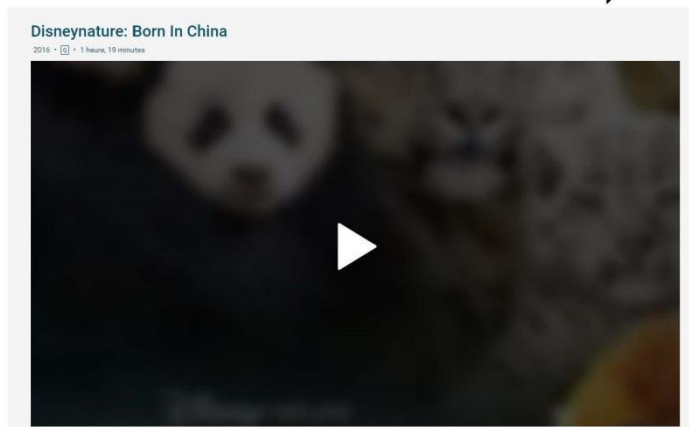 Disneynature: Born In China
2016 • G • 1 heure, 19 minutes